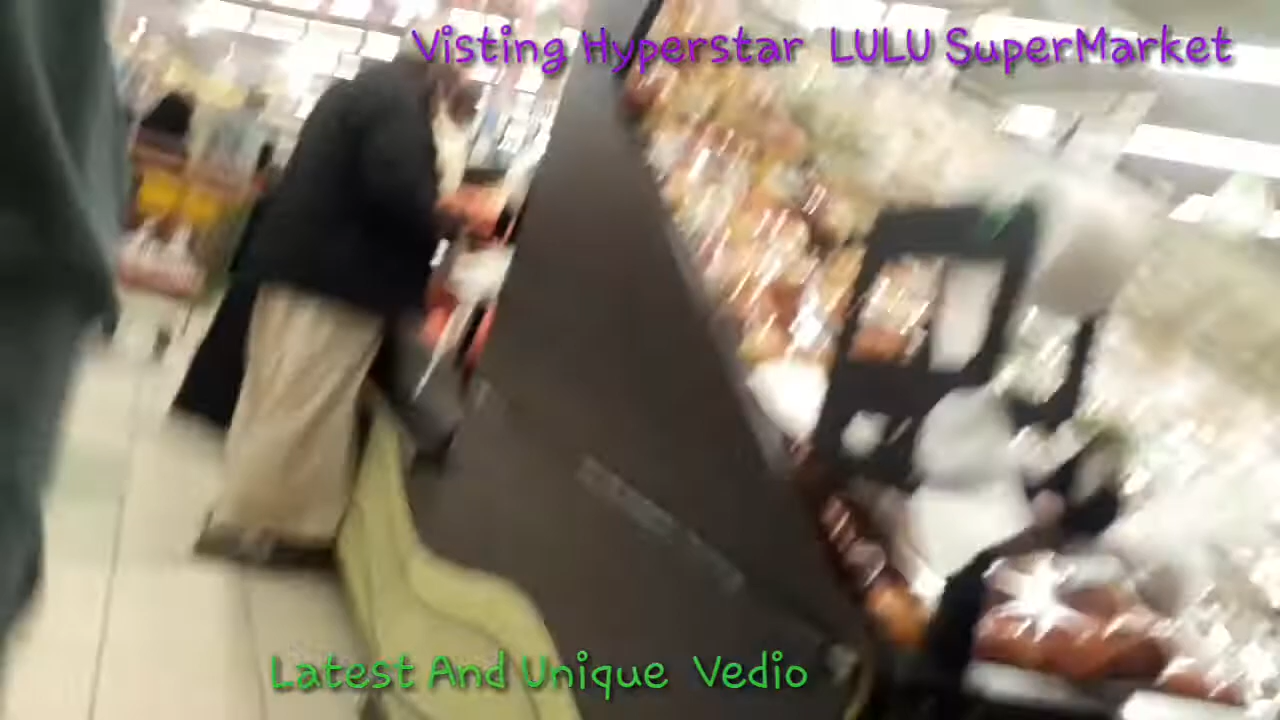 Visting Hyperstar LULU SuperMarket
Latest And Unique Vedio